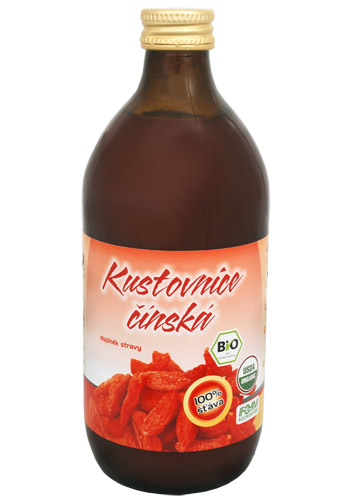 Kustovnice
čínská
Doplněk stravy
BiO
100%
šťáva
USDA
ORGANIC